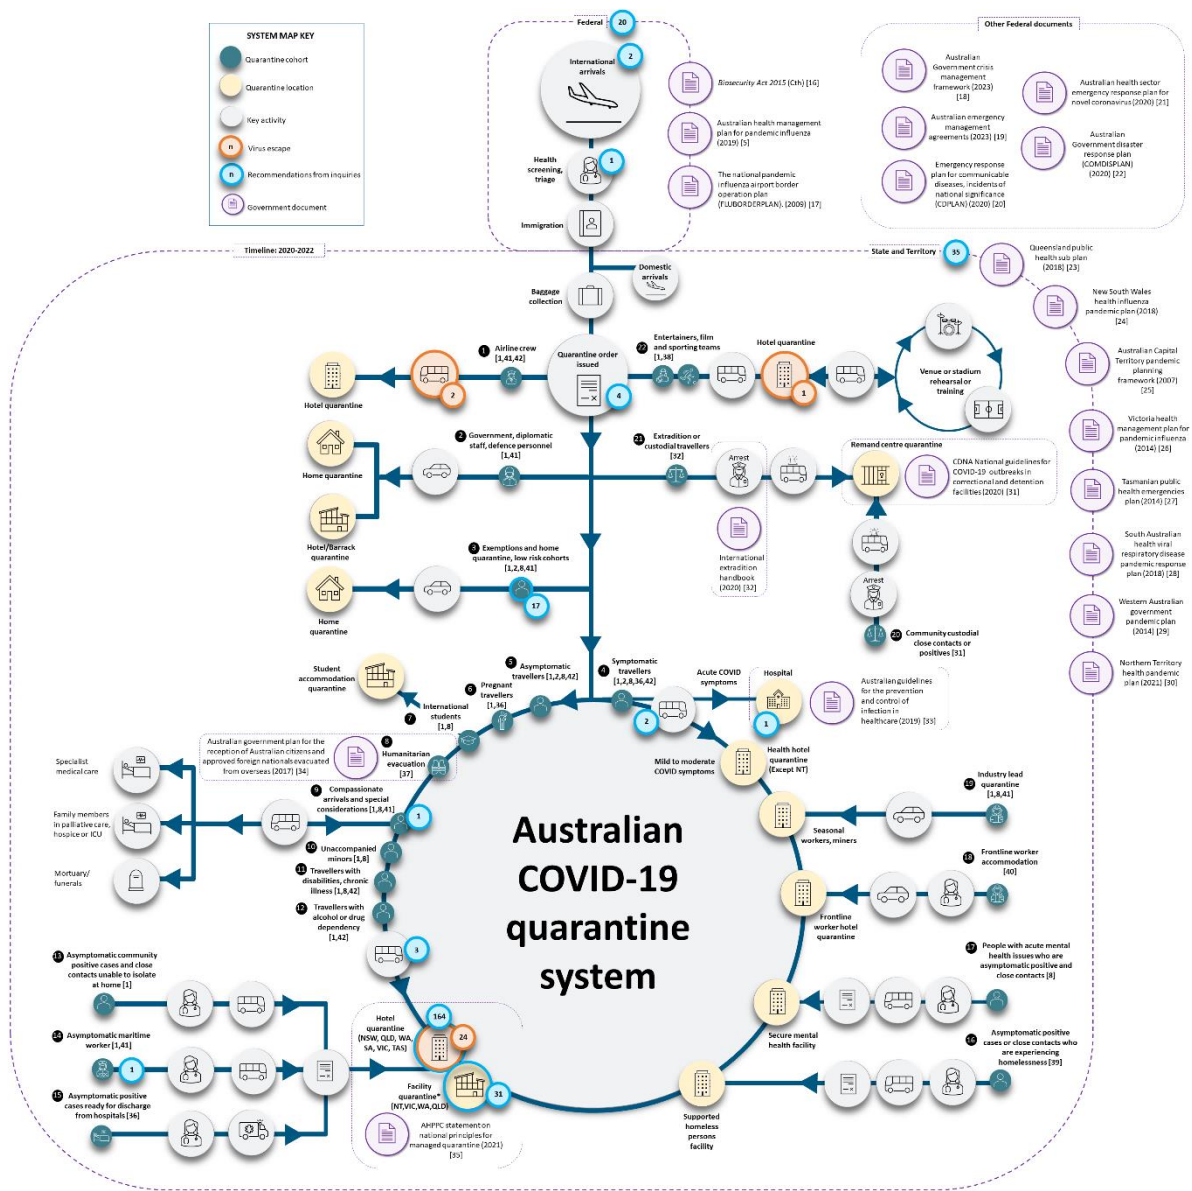 SYSTEM MAP KEY
Quarantine cohort
Quarantine location
Key activity
n
Virus escape
n
Recommendations from inquiries
Government document
Federal
20
2
International
arrivals
Health
screening,
triage
1
Immigration
Biosecurity Act 2015 (Cth) [16]
Australian health management
plan for pandemic influenza
(2019) [5]
The national pandemic
influenza airport border
operation plan
(FLUBORDERPLAN). (2009) [17]
Other Federal documents
Australian
Government crisis
management
framework (2023)
[18]
Australian emergency
management
agreements (2023) [19]
Emergency response
plan for communicable
diseases, incidents of
national significance
(CDPLAN) (2020) [20]
Australian health sector
emergency response plan for
novel coronavirus (2020) [21]
Australian
Government disaster
response plan
(COMDISPLAN)
(2020) [22]
Timeline: 2020-2022
State and Territory
35
Domestic
arrivals
Baggage
collection
Quarantine order
issued
4
1 Airline crew
[1,41,42]
2
Hotel quarantine
22 Entertainers, film
and sporting teams
[1,38]
Hotel quarantine
1
Venue or stadium
rehearsal or
training
2 Government, diplomatic
staff, defence personnel
[1,41]
Home quarantine
Hotel/Barrack
quarantine
21 Extradition or
custodial travellers
[32]
Arrest
International
extradition
handbook
(2020) [32]
Remand centre quarantine
CDNA National guidelines for
COVID-19 outbreaks in
correctional and detention
facilities (2020) [31]
Arrest
20 Community custodial
close contacts or
positives [31]
3 Exemptions and home
quarantine, low risk cohorts
[1,2,8,41]
17
Home
quarantine
Queensland public
health sub plan
(2018) [23]
New South Wales
health influenza
pandemic plan (2018)
[24]
Australian Capital
Territory pandemic
planning
framework (2007)
[25]
Victoria health
management plan for
pandemic influenza
(2014) [26]
Tasmanian public
health emergencies
plan (2014) [27]
South Australian
health viral
respiratory disease
pandemic response
plan (2018) [28]
Western Australian
government
pandemic plan
(2014) [29]
Northern Territory
health pandemic
plan (2021) [30]
4 Symptomatic
travellers
[1,2,8,36,42]
2
Acute COVID
symptoms
Hospital
1
Australian guidelines
for the prevention
and control of
infection in
healthcare (2019) [33]
Mild to moderate
COVID symptoms
Health hotel
quarantine
(Except NT)
5 Asymptomatic
travellers [1,2,8,42]
6 Pregnant
travellers
[1,36]
Student
accommodation
quarantine
7 International
students
[1,8]
8 Humanitarian
evacuation
[37]
Australian government plan for the
reception of Australian citizens and
approved foreign nationals evacuated
from overseas (2017) [34]
9 Compassionate
arrivals and special
considerations [1,8,41]
1
Specialist
medical care
Family members
in palliative care,
hospice or ICU
Mortuary/
funerals
10 Unaccompanied
minors [1,8]
11 Travellers with
disabilities, chronic
illness [1,8,42]
12 Travellers with
alcohol or drug
dependency
[1,42]
3
Australian
COVID-19
quarantine
system
19 Industry lead
quarantine
[1,8,41]
Seasonal
workers, miners
18 Frontline worker
accommodation
[40]
Frontline
worker hotel
quarantine
17 People with acute mental
health issues who are
asymptomatic positive and
close contacts [8]
Secure mental
health facility
16 Asymptomatic positive
cases or close contacts who
are experiencing
homelessness [39]
Supported
homeless
persons
facility
13 Asymptomatic community
positive cases and close
contacts unable to isolate
at home [1]
14 Asymptomatic maritime
worker [1,41]
1
15 Asymptomatic positive
cases ready for discharge
from hospitals [36]
Hotel
quarantine
(NSW, QLD, WA,
SA, VIC, TAS)
164
24
Facility
quarantine*
(NT,VIC,WA,QLD)
31
AHPPC statement on
national principles for
managed quarantine (2021)
[35]